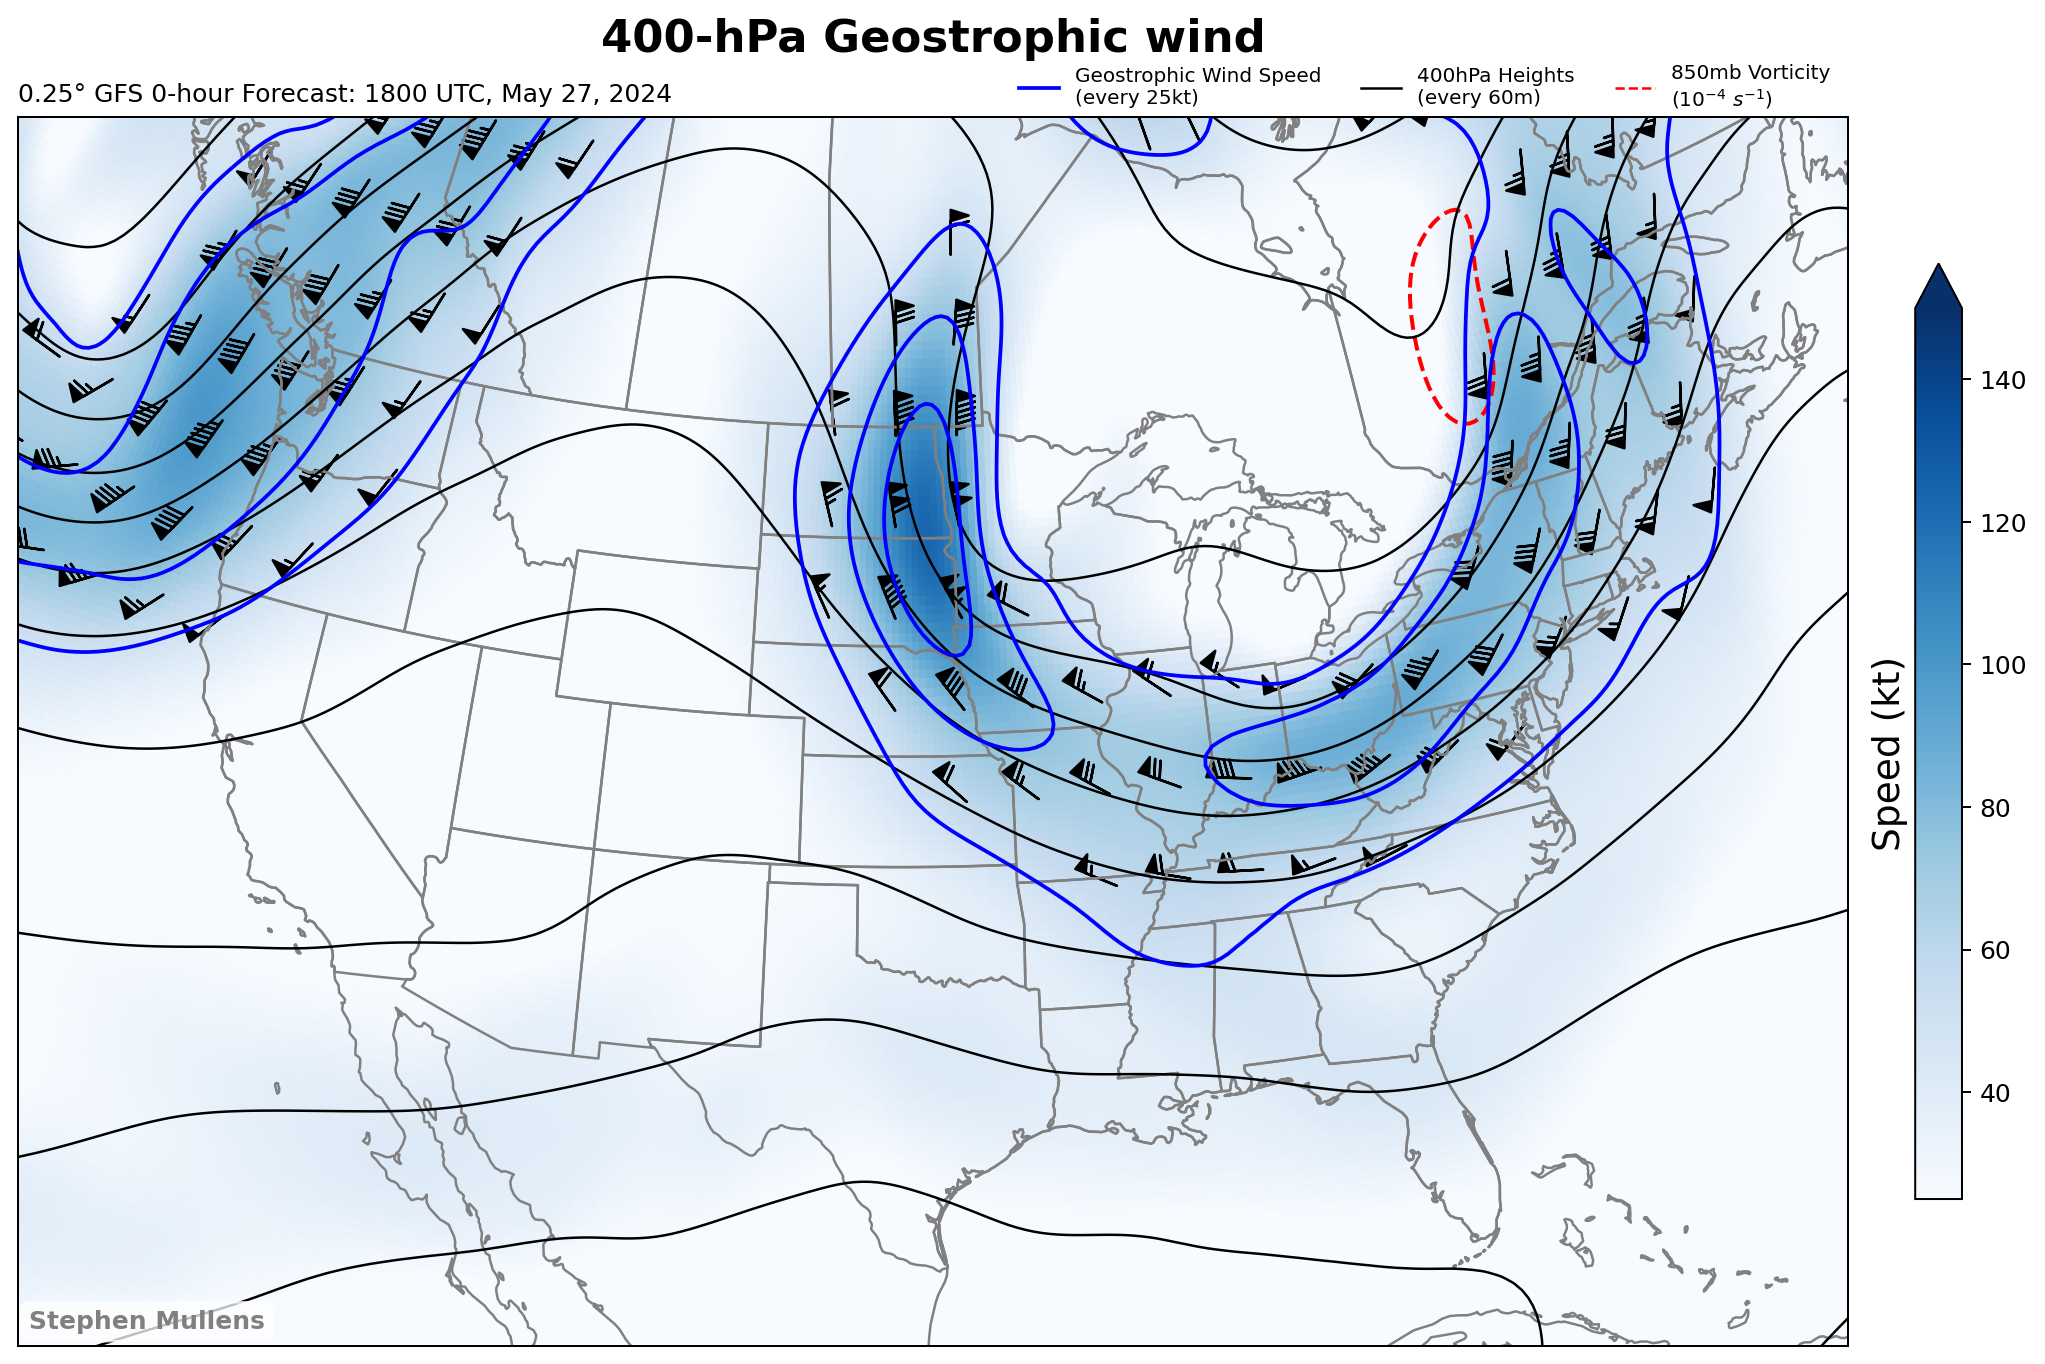 400-hPa Geostrophic wind
0.25° GFS 0-hour Forecast: 1800 UTC, May 27, 2024
Geostrophic Wind Speed
(every 25kt)
400hPa Heights
(every 60m)
850mb Vorticity
(10⁻⁴ s⁻¹)
140
120
100
80
60
40
Speed (kt)
Stephen Mullens